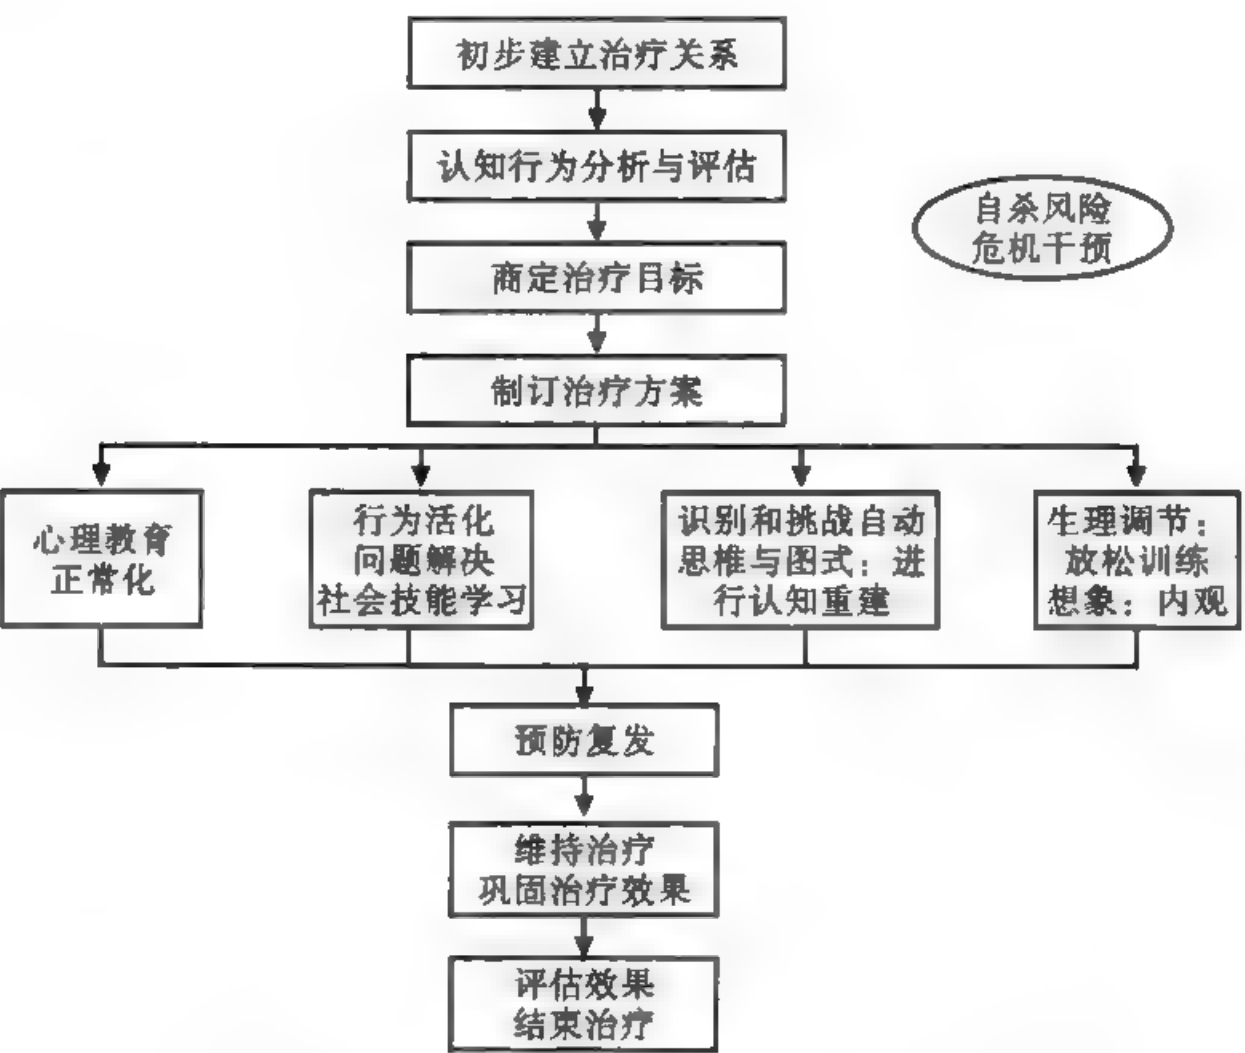 初步建立治疗关系
认知行为分析与评估
自杀风险
危机干预
商定治疗目标
制订治疗方案
心理教育
正常化
行为活化
问题解决
社会技能学习
识别和挑战自动
思椎与图式；进
行认知重建
生理调节；
放松训练
想象；内观
预防复发
维持治疗
巩固治疗效果
评估效果
结束治疗